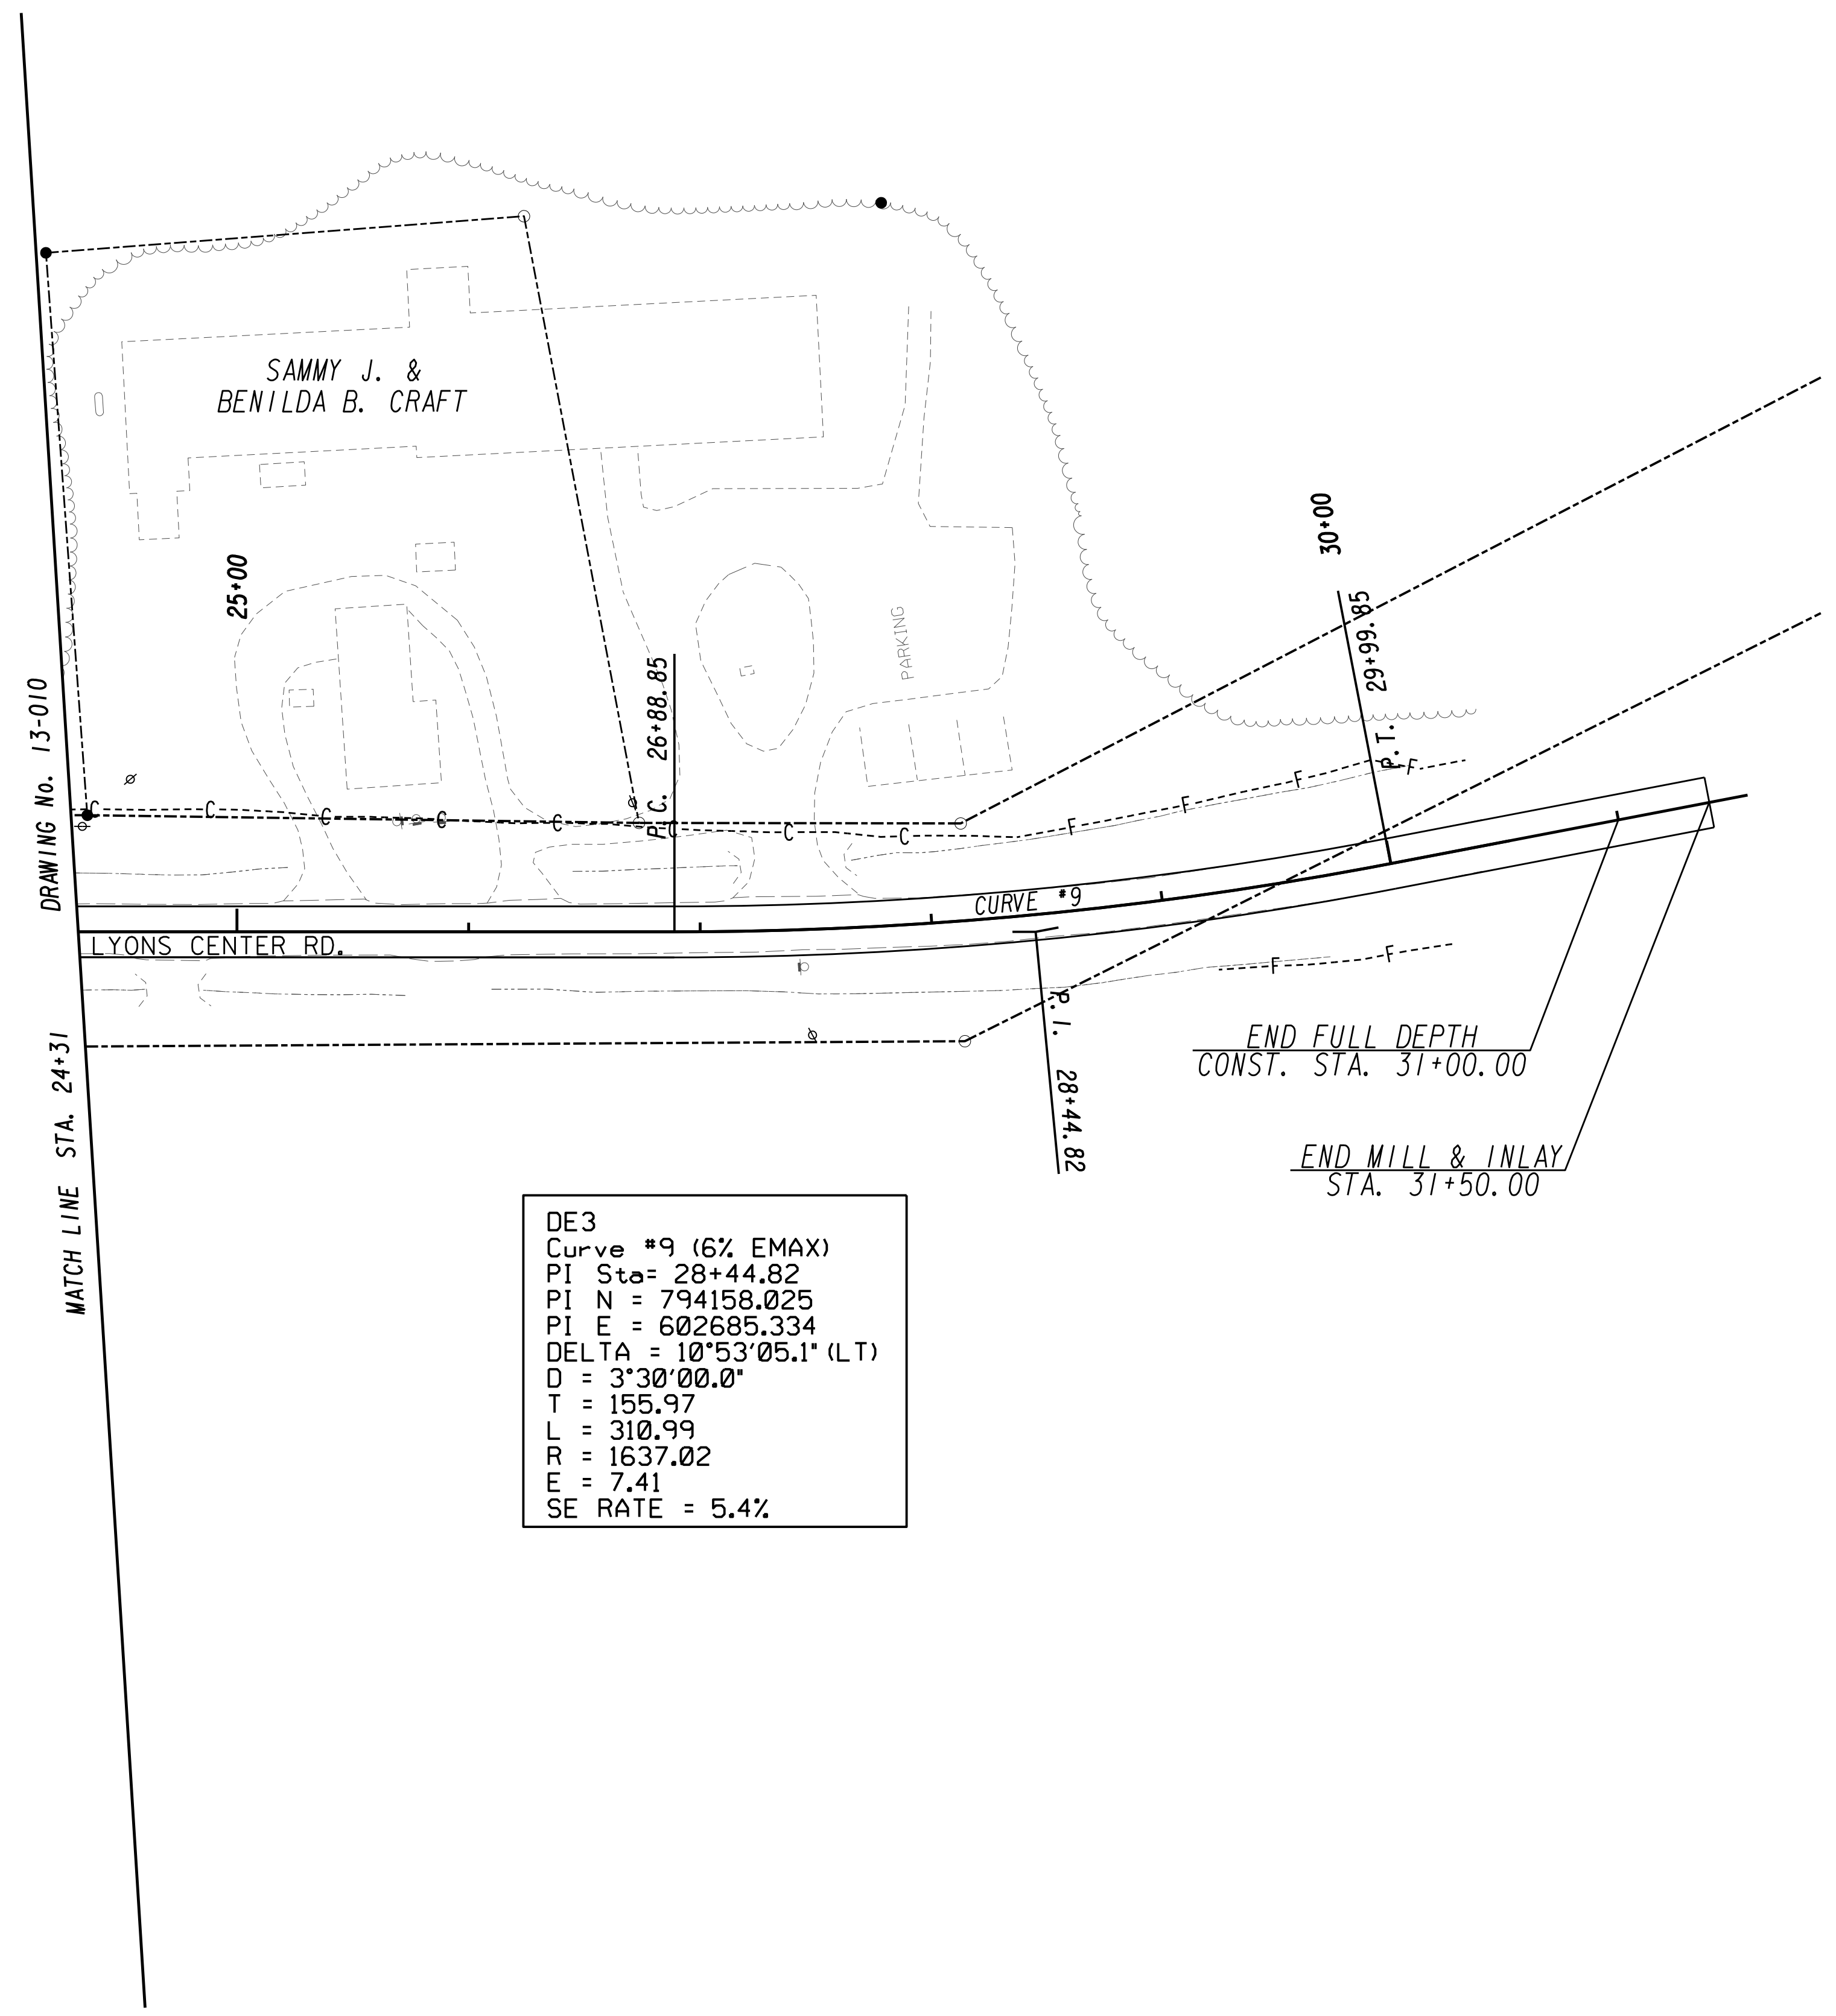 SAMMY J. &
BENILDA B. CRAFT
25+00
30+00
P.T. 29+99.85
P.C. 26+88.85
PARKING
DRAWING No. 13-010
C C C C C C C C
F F F F
CURVE #9
LYONS CENTER RD.
F F
P.I. 28+44.82
MATCH LINE STA. 24+31
END FULL DEPTH
CONST. STA. 31+00.00
END MILL & INLAY
STA. 31+50.00
DE3
Curve #9 (6% EMAX)
PI Sta= 28+44.82
PI N = 794158.025
PI E = 602685.334
DELTA = 10°53'05.1" (LT)
D = 3°30'00.0"
T = 155.97
L = 310.99
R = 1637.02
E = 7.41
SE RATE = 5.4%